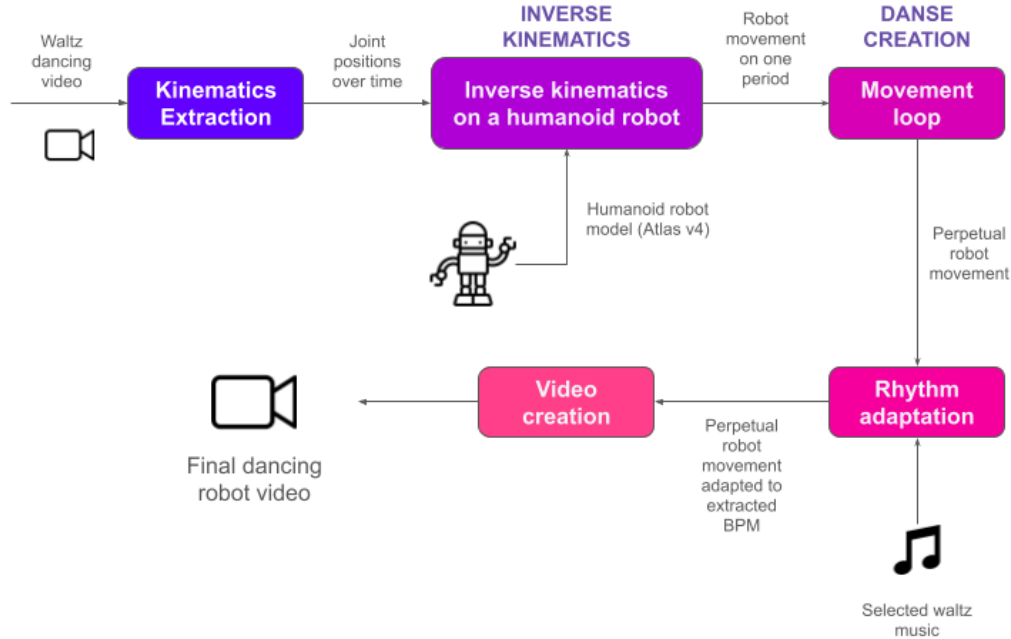 INVERSE
KINEMATICS
DANSE
CREATION
Waltz
dancing
video
Kinematics
Extraction
Joint
positions
over time
Inverse kinematics
on a humanoid robot
Robot
movement
on one
period
Movement
loop
Humanoid robot
model (Atlas v4)
Perpetual
robot
movement
Rhythm
adaptation
Selected waltz
music
Perpetual
robot
movement
adapted to
extracted
BPM
Video
creation
Final dancing
robot video